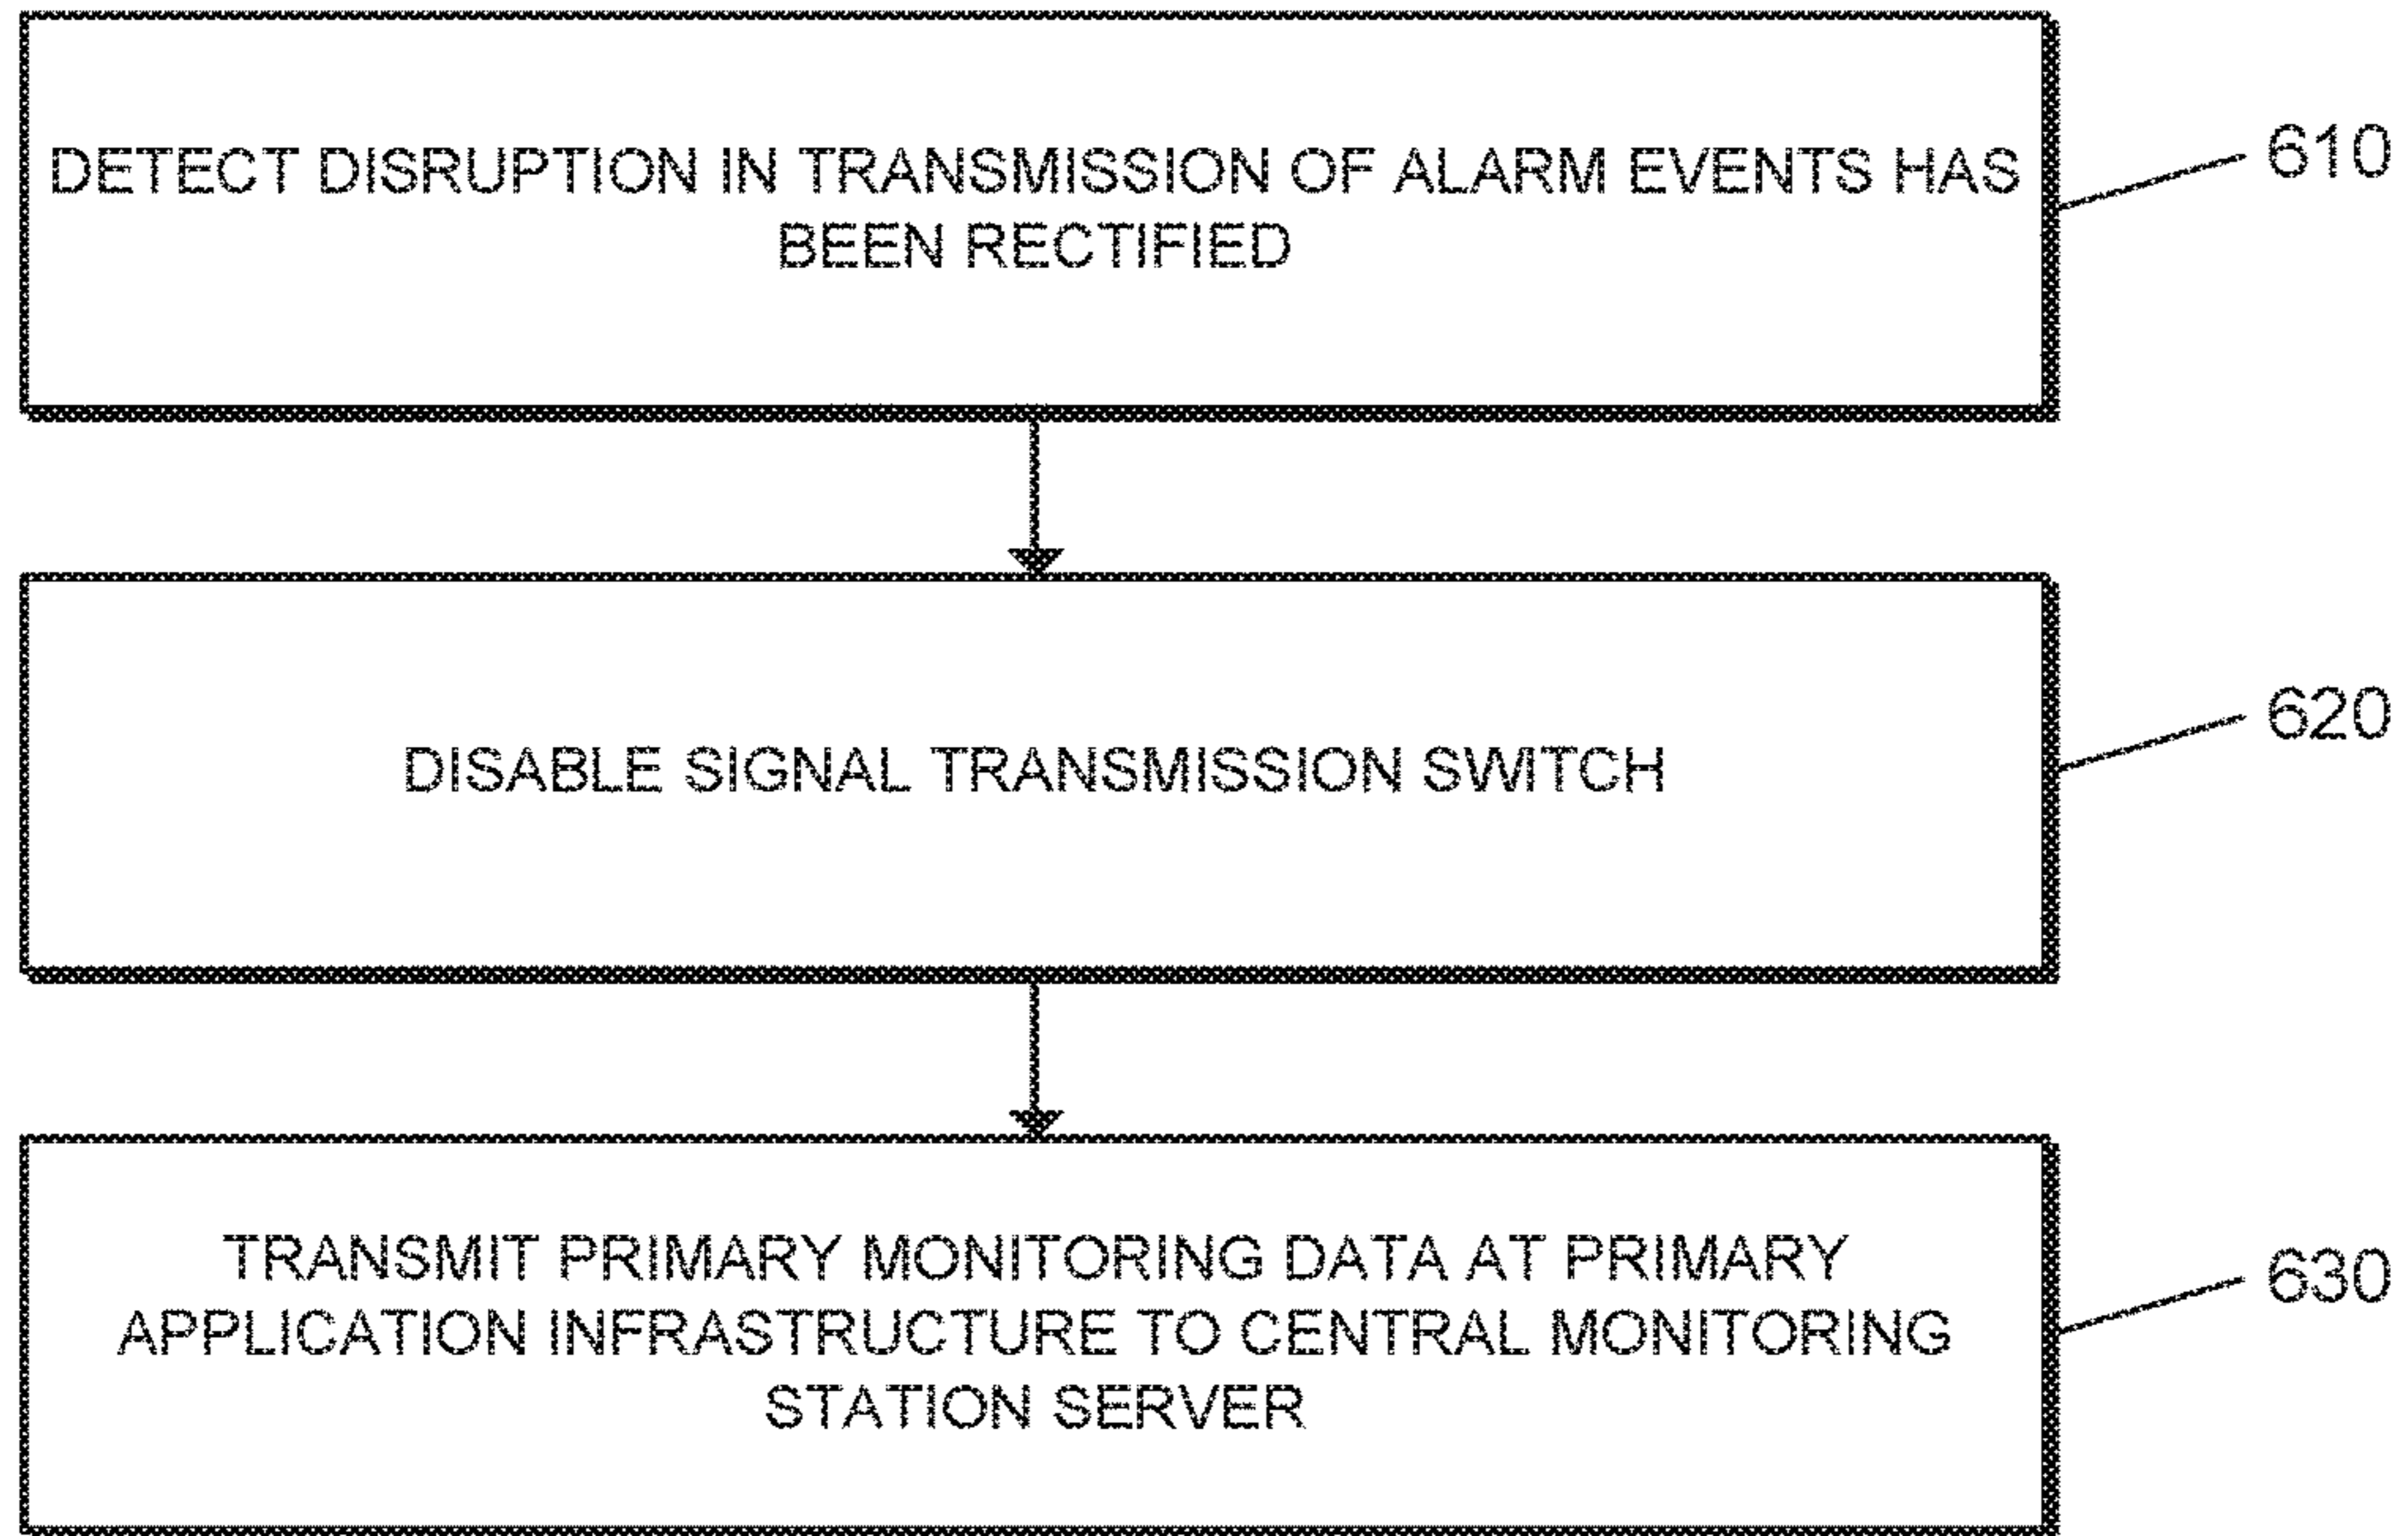 DETECT DISRUPTION IN TRANSMISSION OF ALARM EVENTS HAS
BEEN RECTIFIED
610
DISABLE SIGNAL TRANSMISSION SWITCH
620
TRANSMIT PRIMARY MONITORING DATA AT PRIMARY
APPLICATION INFRASTRUCTURE TO CENTRAL MONITORING
STATION SERVER
630